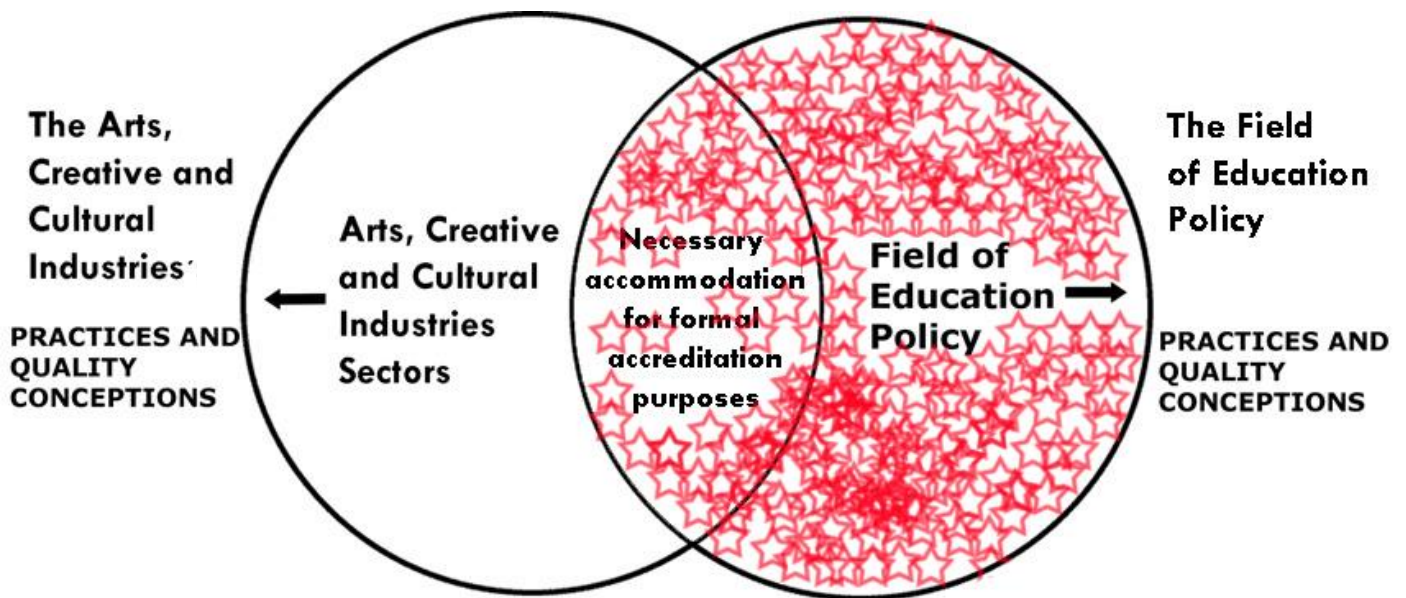 The Arts,
Creative and
Cultural
Industries´
PRACTICES AND
QUALITY
CONCEPTIONS
Arts, Creative
and Cultural
Industries
Sectors
Necessary
accommodation
for formal
accreditation
purposes
Field of
Education
Policy
The Field
of Education
Policy
PRACTICES AND
QUALITY
CONCEPTIONS